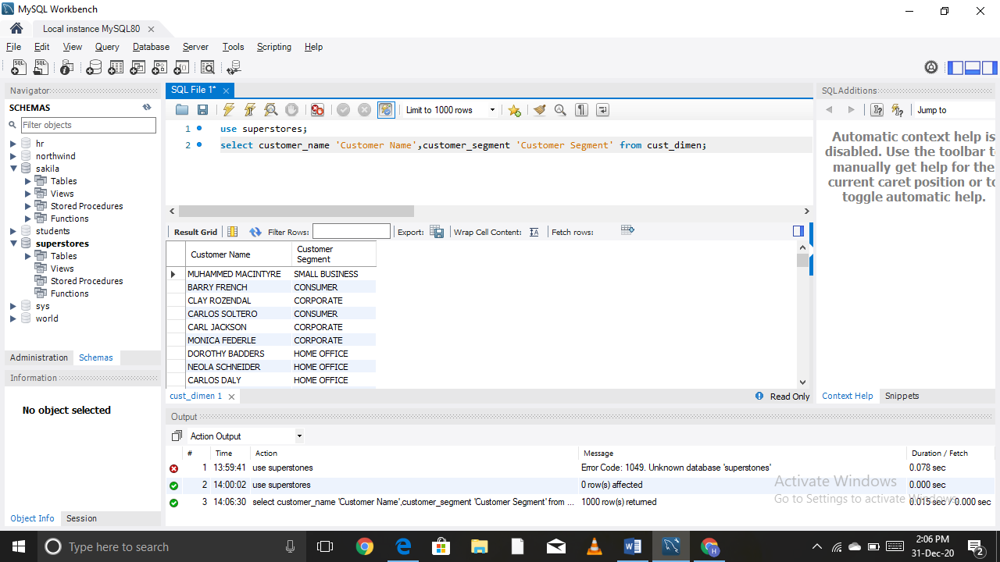 MySQL Workbench
Local instance MySQL80
File Edit View Query Database Server Tools Scripting Help
Navigator
SCHEMAS
Filter objects
hr
northwind
sakila
Tables
Views
Stored Procedures
Functions
students
superstores
Tables
Views
Stored Procedures
Functions
sys
world
Administration Schemas
Information
No object selected
Object Info Session
SQL File 1*
Limit to 1000 rows
1 use superstores;
2 select customer_name 'Customer Name',customer_segment 'Customer Segment' from cust_dimen;
Result Grid Filter Rows: Export: Wrap Cell Content: Fetch rows:
Customer Name Customer Segment
MUHAMMED MACINTYRE SMALL BUSINESS
BARRY FRENCH CONSUMER
CLAY ROZENDAL CORPORATE
CARLOS SOLTERO CONSUMER
CARL JACKSON CORPORATE
MONICA FEDERLE CORPORATE
DOROTHY BADDERS HOME OFFICE
NEOLA SCHNEIDER HOME OFFICE
CARLOS DALY HOME OFFICE
cust_dimen 1
Read Only
SQLAdditions
Jump to
Automatic context help is
disabled. Use the toolbar t
manually get help for the
current caret position or to
toggle automatic help.
Context Help Snippets
Output
Action Output
# Time Action Message Duration / Fetch
1 13:59:41 use superstones Error Code: 1049. Unknown database 'superstones' 0.078 sec
2 14:00:02 use superstores 0 row(s) affected 0.000 sec
3 14:06:30 select customer_name 'Customer Name',customer_segment 'Customer Segment' from ... 1000 row(s) returned 0.015 sec / 0.000 sec
Activate Windows
Go to Settings to activate Windows.
Type here to search
2:06 PM
31-Dec-20
2